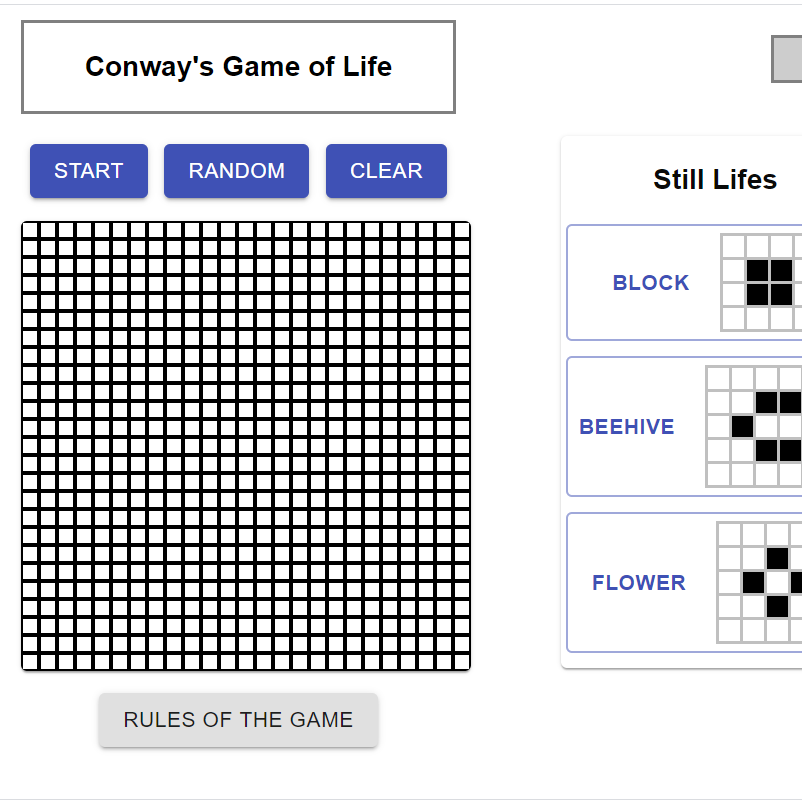 Conway's Game of Life
START
RANDOM
CLEAR
RULES OF THE GAME
Still Lifes
BLOCK
BEEHIVE
FLOWER